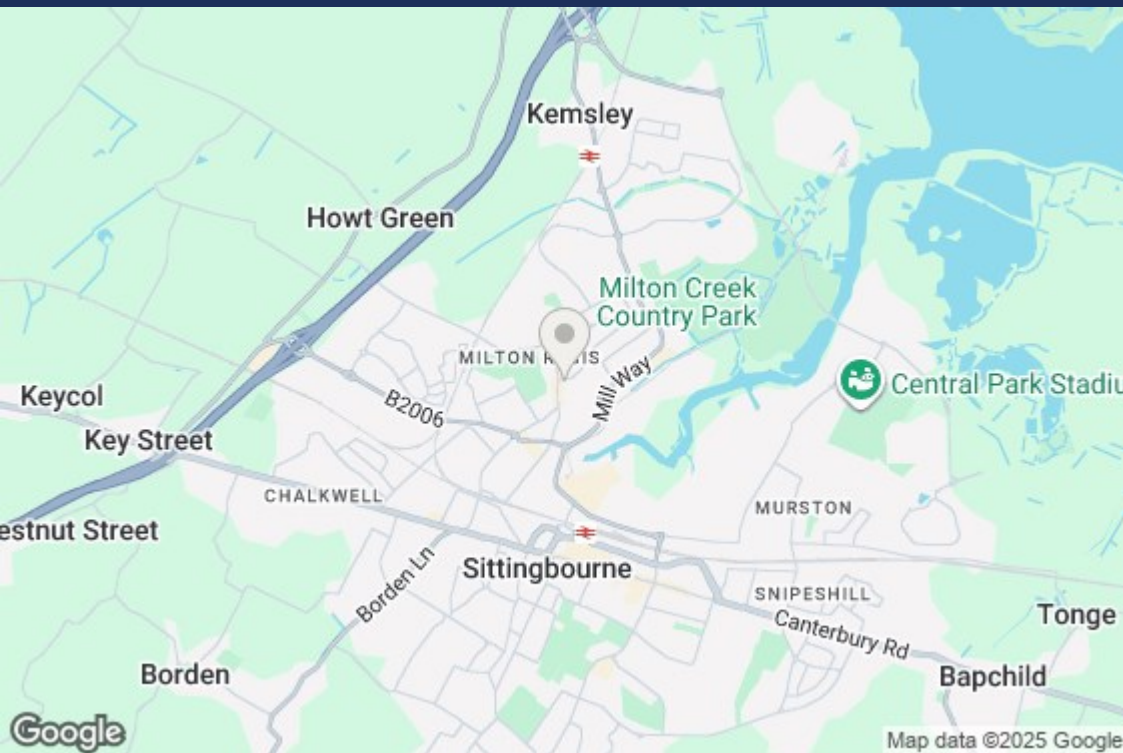 Kemsley
Howt Green
Milton Creek
Country Park
MILTON R
IS
Mill Way
Central Park Stadiu
Keycol
B2006
Key Street
CHALKWELL
MURSTON
estnut Street
Borden Ln
Sittingbourne
SNIPESHILL
Canterbury Rd
Tonge
Borden
Bapchild
Google
Map data ©2025 Google